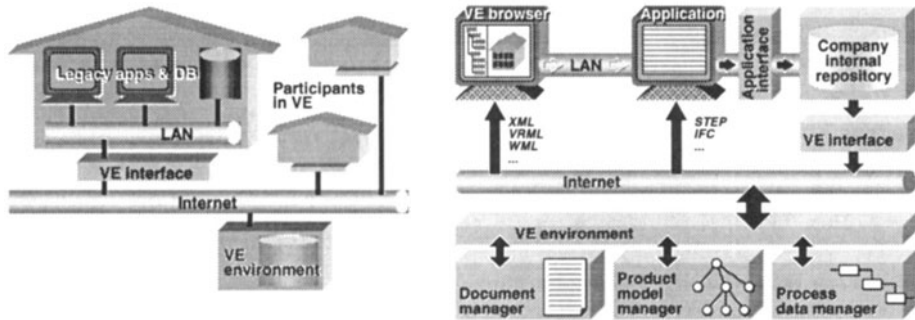 Legacy apps & DB
Participants
in VE
LAN
VE interface
Internet
VE
environment
VE browser
Application
LAN
Application
interface
Company
internal
repository
XML
VRML
WML
...
STEP
IFC
...
VE interface
Internet
VE environment
Document
manager
Product
model
manager
Process
data manager